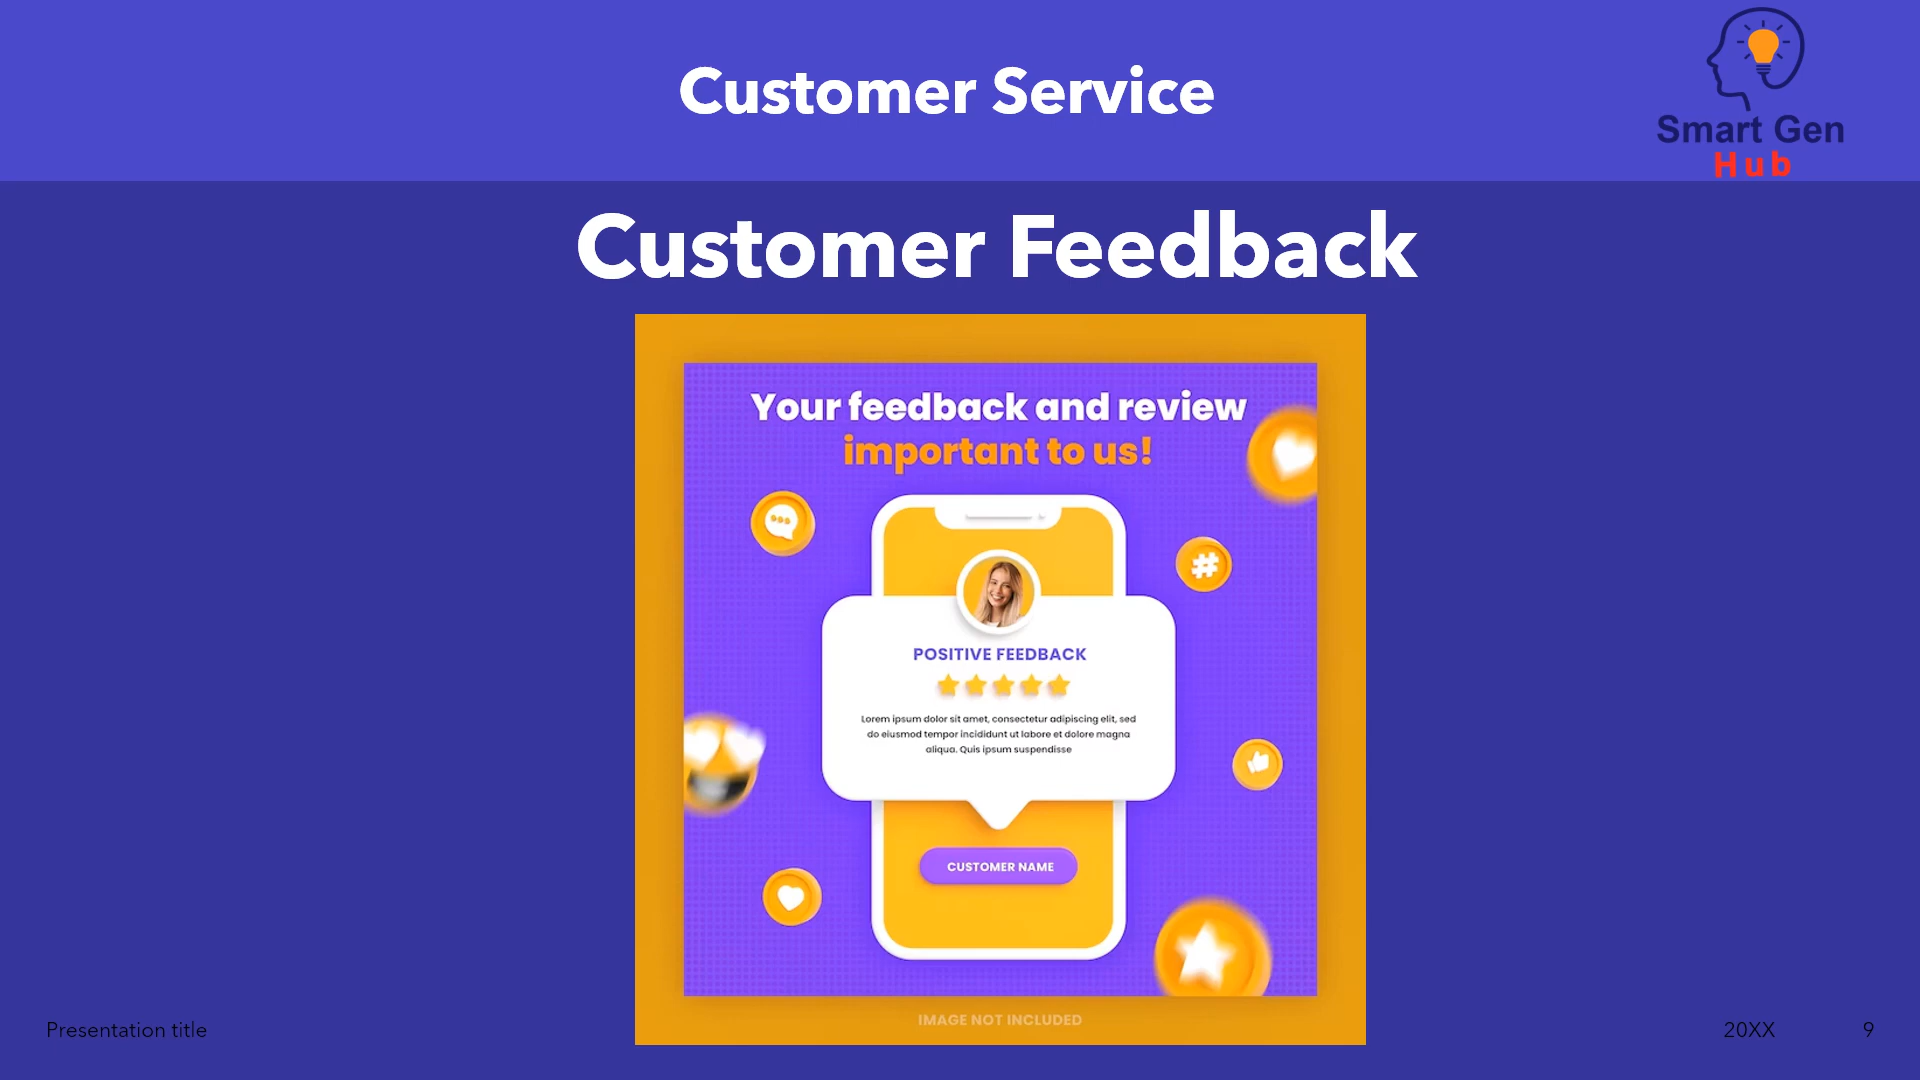 Customer Service
Smart Gen
Hub
Customer Feedback
Your feedback and review
important to us!
POSITIVE FEEDBACK
Lorem ipsum dolor sit amet, consectetur adipiscing elit, sed
do eiusmod tempor incididunt ut labore et dolore magna
aliqua. Quis ipsum suspendisse
CUSTOMER NAME
IMAGE NOT INCLUDED
Presentation title
20XX
9